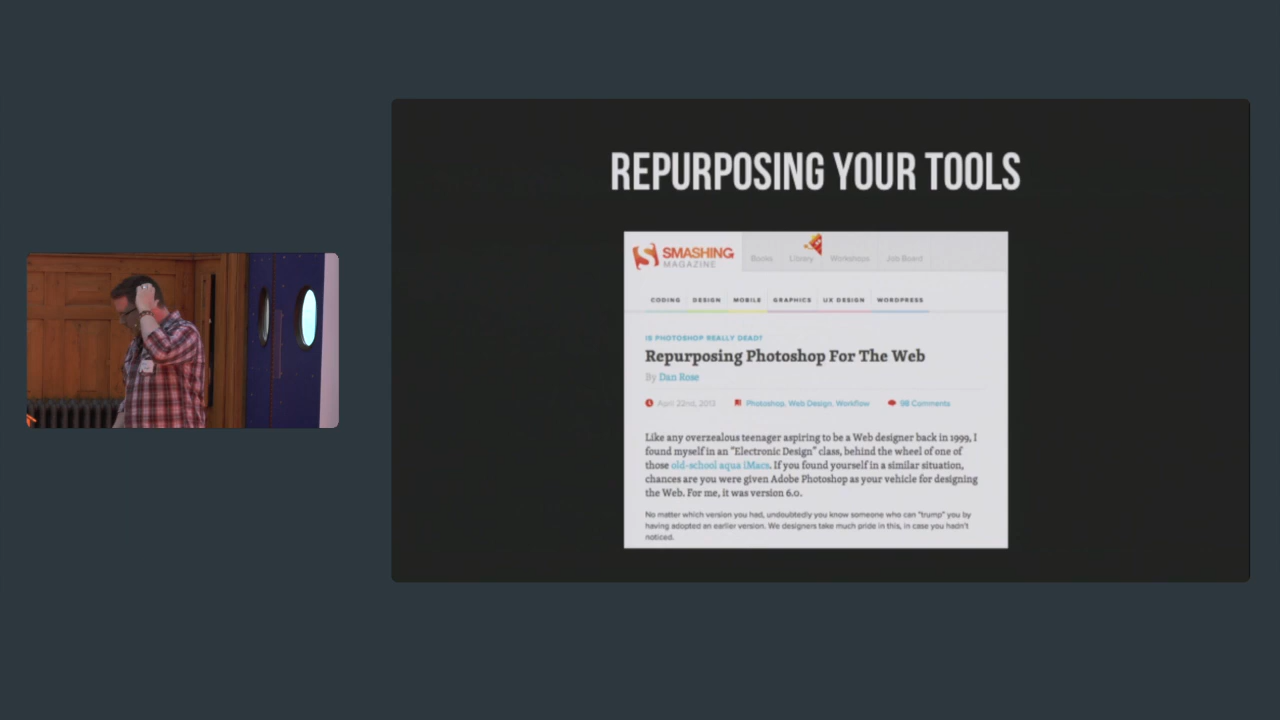 REPURPOSING YOUR TOOLS
SMASHING
MAGAZINE
Books Library Workshops Job Board
CODING DESIGN MOBILE GRAPHICS UX DESIGN WORDPRESS
IS PHOTOSHOP REALLY DEAD?
Repurposing Photoshop For The Web
By Dan Rose
April 22nd, 2013 Photoshop, Web Design, Workflow 98 Comments
Like any overzealous teenager aspiring to be a Web designer back in 1999, I
found myself in an "Electronic Design" class, behind the wheel of one of
those old-school aqua iMacs. If you found yourself in a similar situation,
chances are you were given Adobe Photoshop as your vehicle for designing
the Web. For me, it was version 6.0.
No matter which version you had, undoubtedly you know someone who can "trump" you by
having adopted an earlier version. We designers take much pride in this, in case you hadn't
noticed.